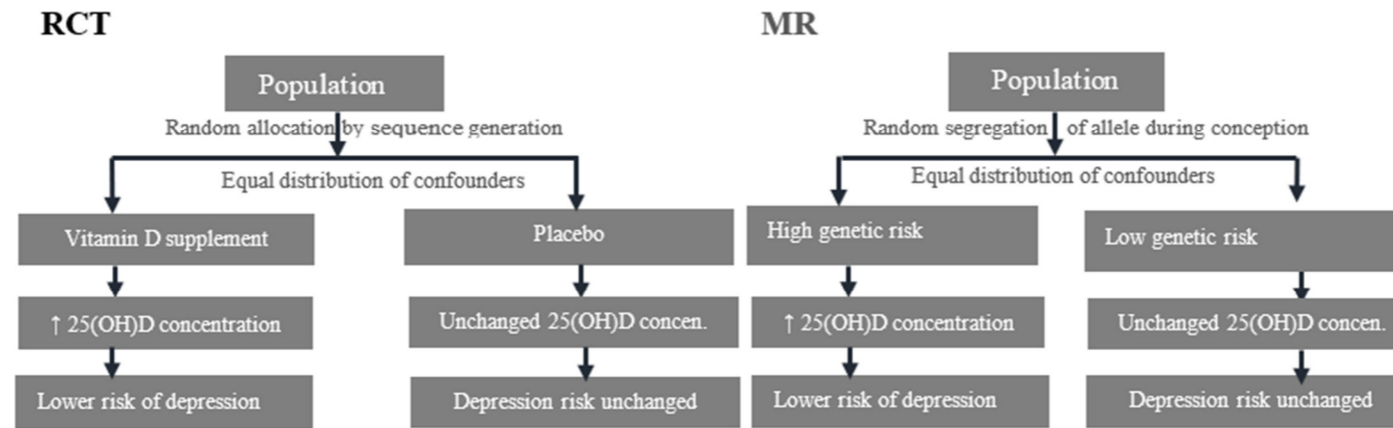 RCT
Population
Random allocation by sequence generation
Equal distribution of confounders
Vitamin D supplement
Placebo
↑ 25(OH)D concentration
Unchanged 25(OH)D concen.
Lower risk of depression
Depression risk unchanged
MR
Population
Random segregation of allele during conception
Equal distribution of confounders
High genetic risk
Low genetic risk
↑ 25(OH)D concentration
Unchanged 25(OH)D concen.
Lower risk of depression
Depression risk unchanged